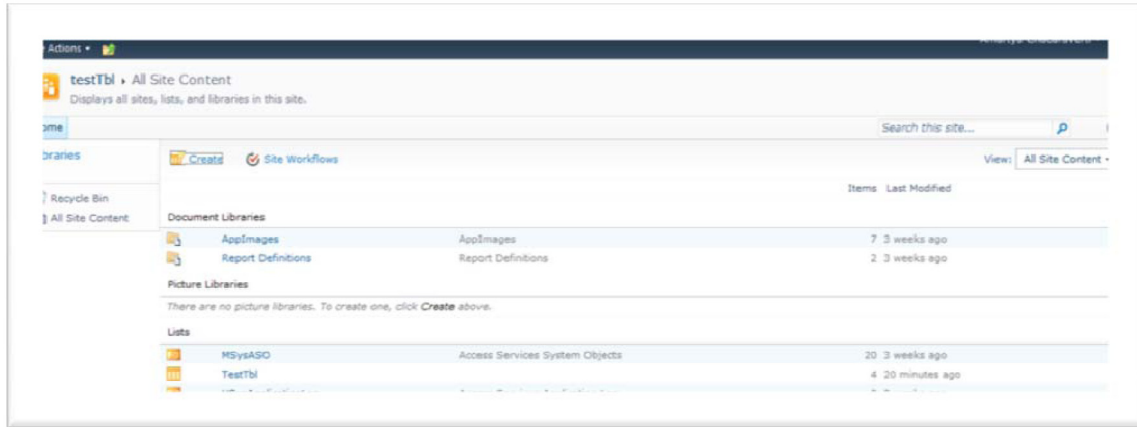 Actions
testTbl › All Site Content
Displays all sites, lists, and libraries in this site.
Search this site...
Create Site Workflows View: All Site Content
Recycle Bin
All Site Content
Items Last Modified
Document Libraries
AppImages AppImages 7 3 weeks ago
Report Definitions Report Definitions 2 3 weeks ago
Picture Libraries
There are no picture libraries. To create one, click Create above.
Lists
MSysASO Access Services System Objects 20 3 weeks ago
TestTbl 4 20 minutes ago